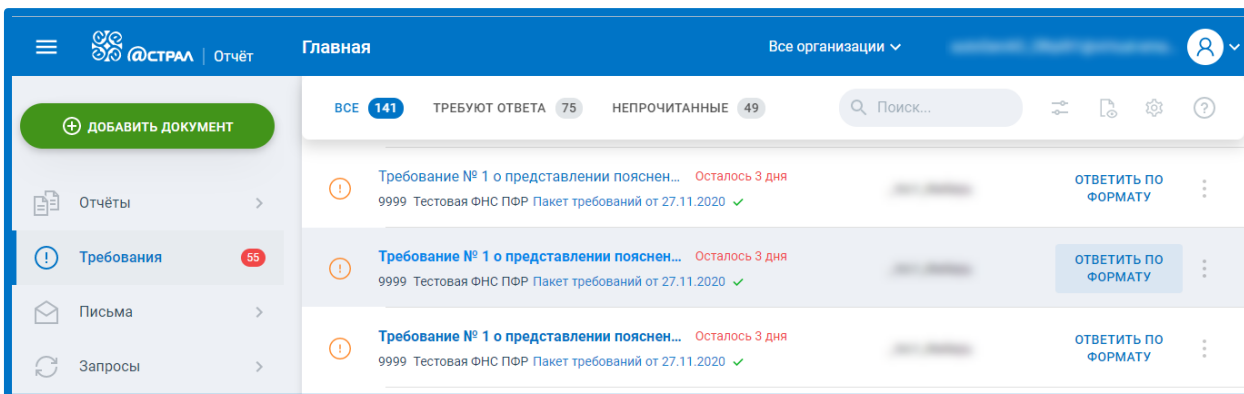 @СТРАЛ | Отчёт
Главная
Все организации
ДОБАВИТЬ ДОКУМЕНТ
Отчёты
Требования 55
Письма
Запросы
ВСЕ 141 ТРЕБУЮТ ОТВЕТА 75 НЕПРОЧИТАННЫЕ 49
Поиск...
Требование № 1 о представлении пояснен... Осталось 3 дня
9999 Тестовая ФНС ПФР Пакет требований от 27.11.2020
ОТВЕТИТЬ ПО
ФОРМАТУ
Требование № 1 о представлении пояснен... Осталось 3 дня
9999 Тестовая ФНС ПФР Пакет требований от 27.11.2020
ОТВЕТИТЬ ПО
ФОРМАТУ
Требование № 1 о представлении пояснен... Осталось 3 дня
9999 Тестовая ФНС ПФР Пакет требований от 27.11.2020
ОТВЕТИТЬ ПО
ФОРМАТУ